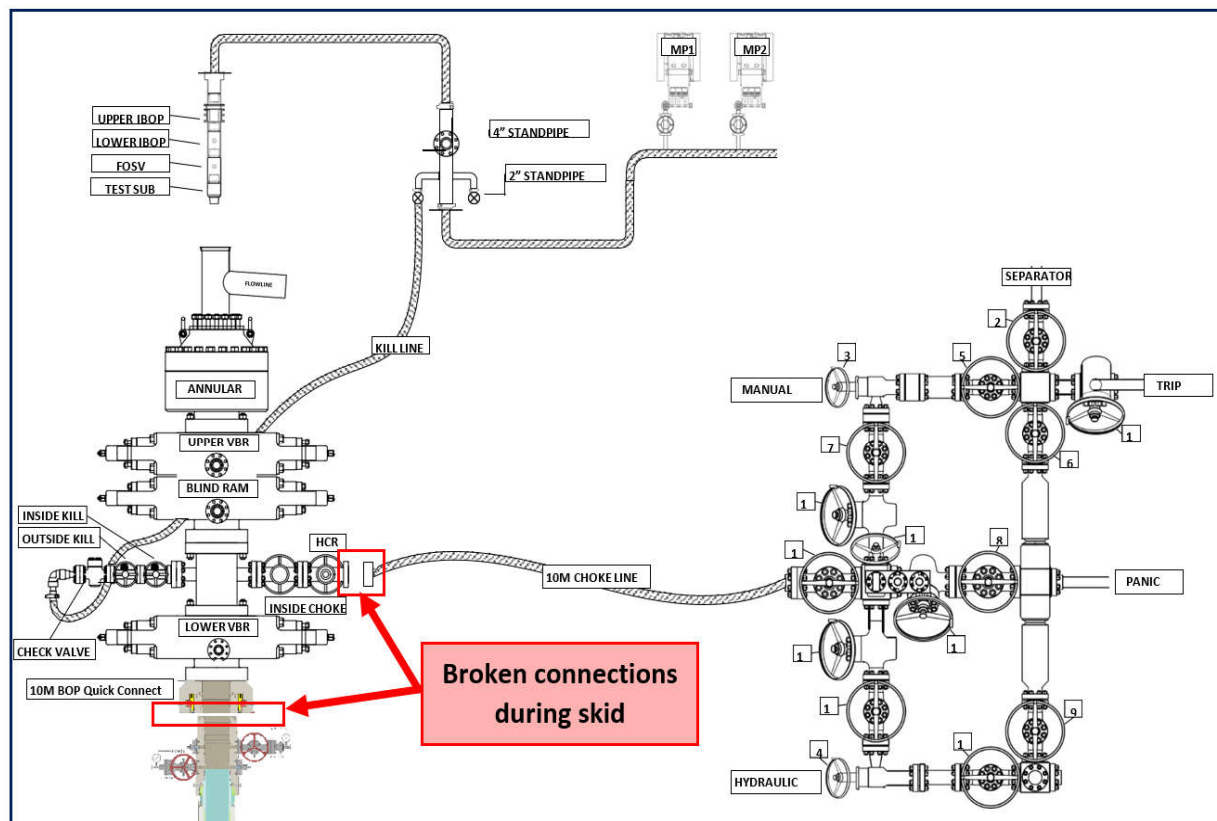 MP1
MP2
UPPER IBOP
LOWER IBOP
FOSV
TEST SUB
4" STANDPIPE
2" STANDPIPE
FLOWLINE
SEPARATOR
2
KILL LINE
3
5
ANNULAR
MANUAL
TRIP
UPPER VBR
7
1
6
BLIND RAM
INSIDE KILL
1
OUTSIDE KILL
HCR
1
1
8
10M CHOKE LINE
PANIC
INSIDE CHOKE
LOWER VBR
CHECK VALVE
1
1
10M BOP Quick Connect
Broken connections
during skid
1
9
4
1
HYDRAULIC